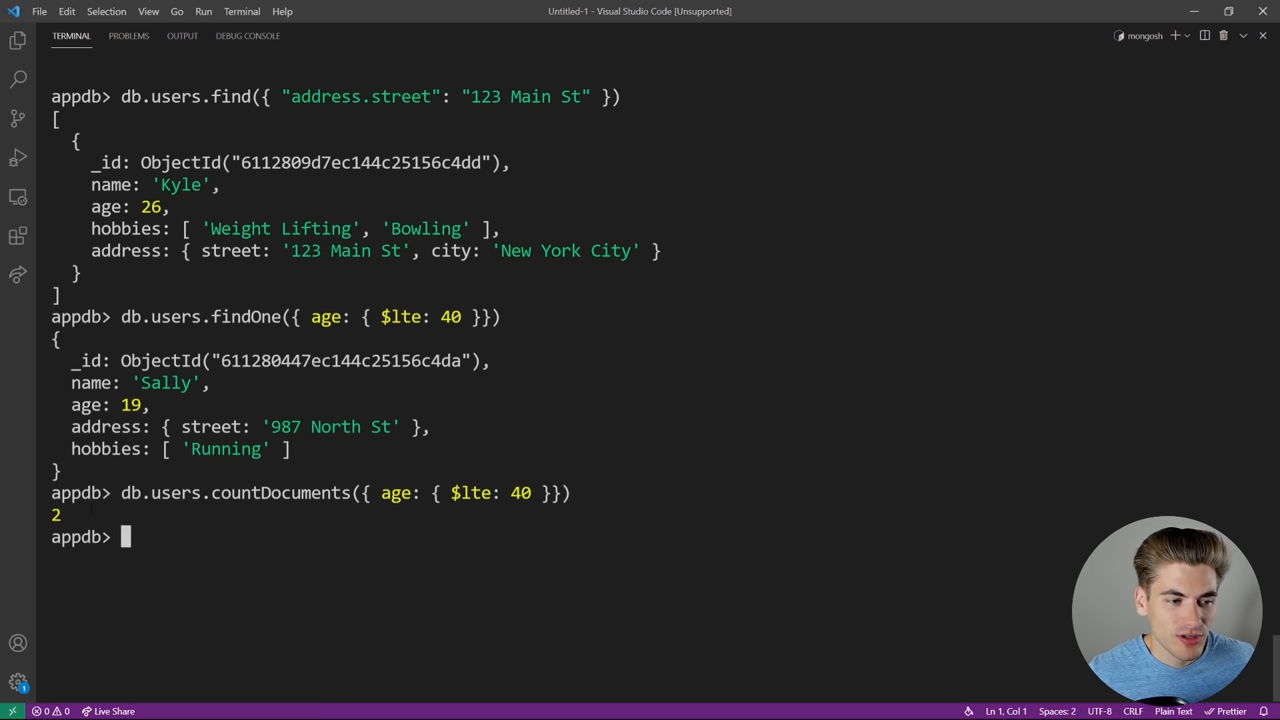 File Edit Selection View Go Run Terminal Help Untitled-1 - Visual Studio Code [Unsupported]
TERMINAL PROBLEMS OUTPUT DEBUG CONSOLE mongosh
appdb> db.users.find({ "address.street": "123 Main St" })
[
  {
    _id: ObjectId("6112809d7ec144c25156c4dd"),
    name: 'Kyle',
    age: 26,
    hobbies: [ 'Weight Lifting', 'Bowling' ],
    address: { street: '123 Main St', city: 'New York City' }
  }
]
appdb> db.users.findOne({ age: { $lte: 40 }})
{
  _id: ObjectId("611280447ec144c25156c4da"),
  name: 'Sally',
  age: 19,
  address: { street: '987 North St' },
  hobbies: [ 'Running' ]
}
appdb> db.users.countDocuments({ age: { $lte: 40 }})
2
appdb>
1
0 0 Live Share Ln 1, Col 1 Spaces: 2 UTF-8 CRLF Plain Text Prettier